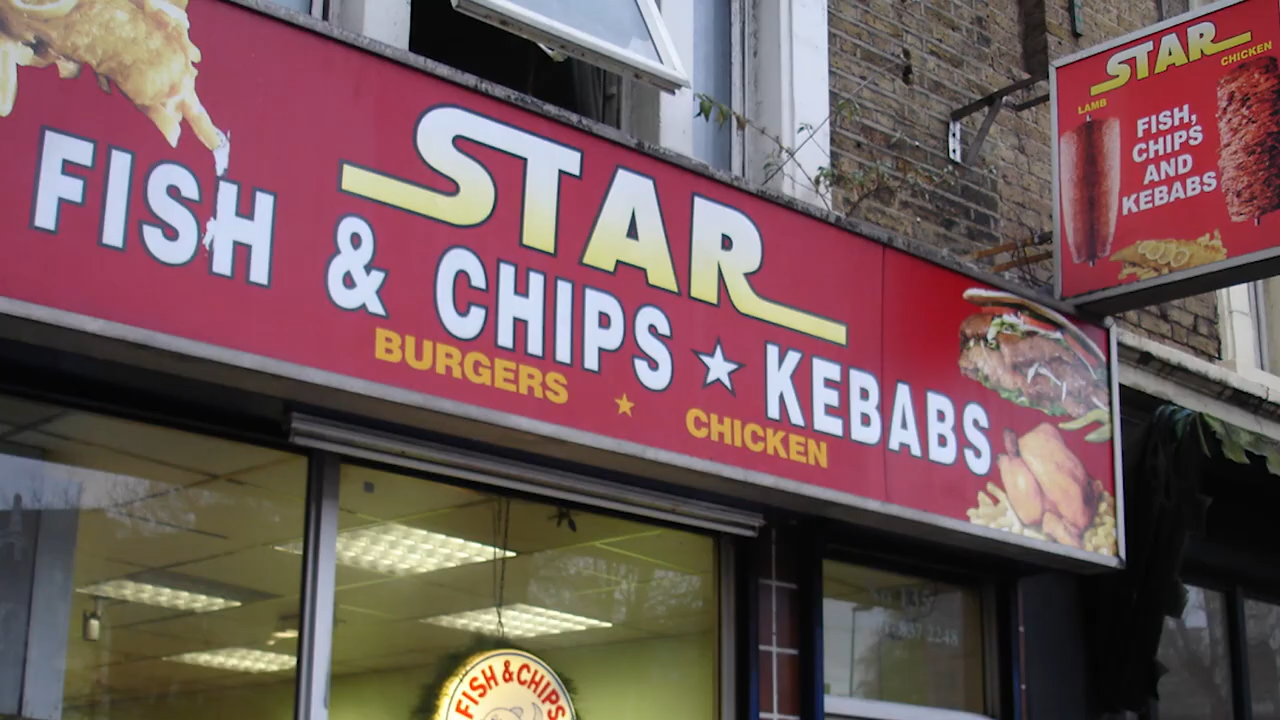 STAR
FISH & CHIPS ★ KEBABS
BURGERS ★ CHICKEN
STAR
CHICKEN
LAMB
FISH,
CHIPS
AND
KEBABS
FISH & CHIPS